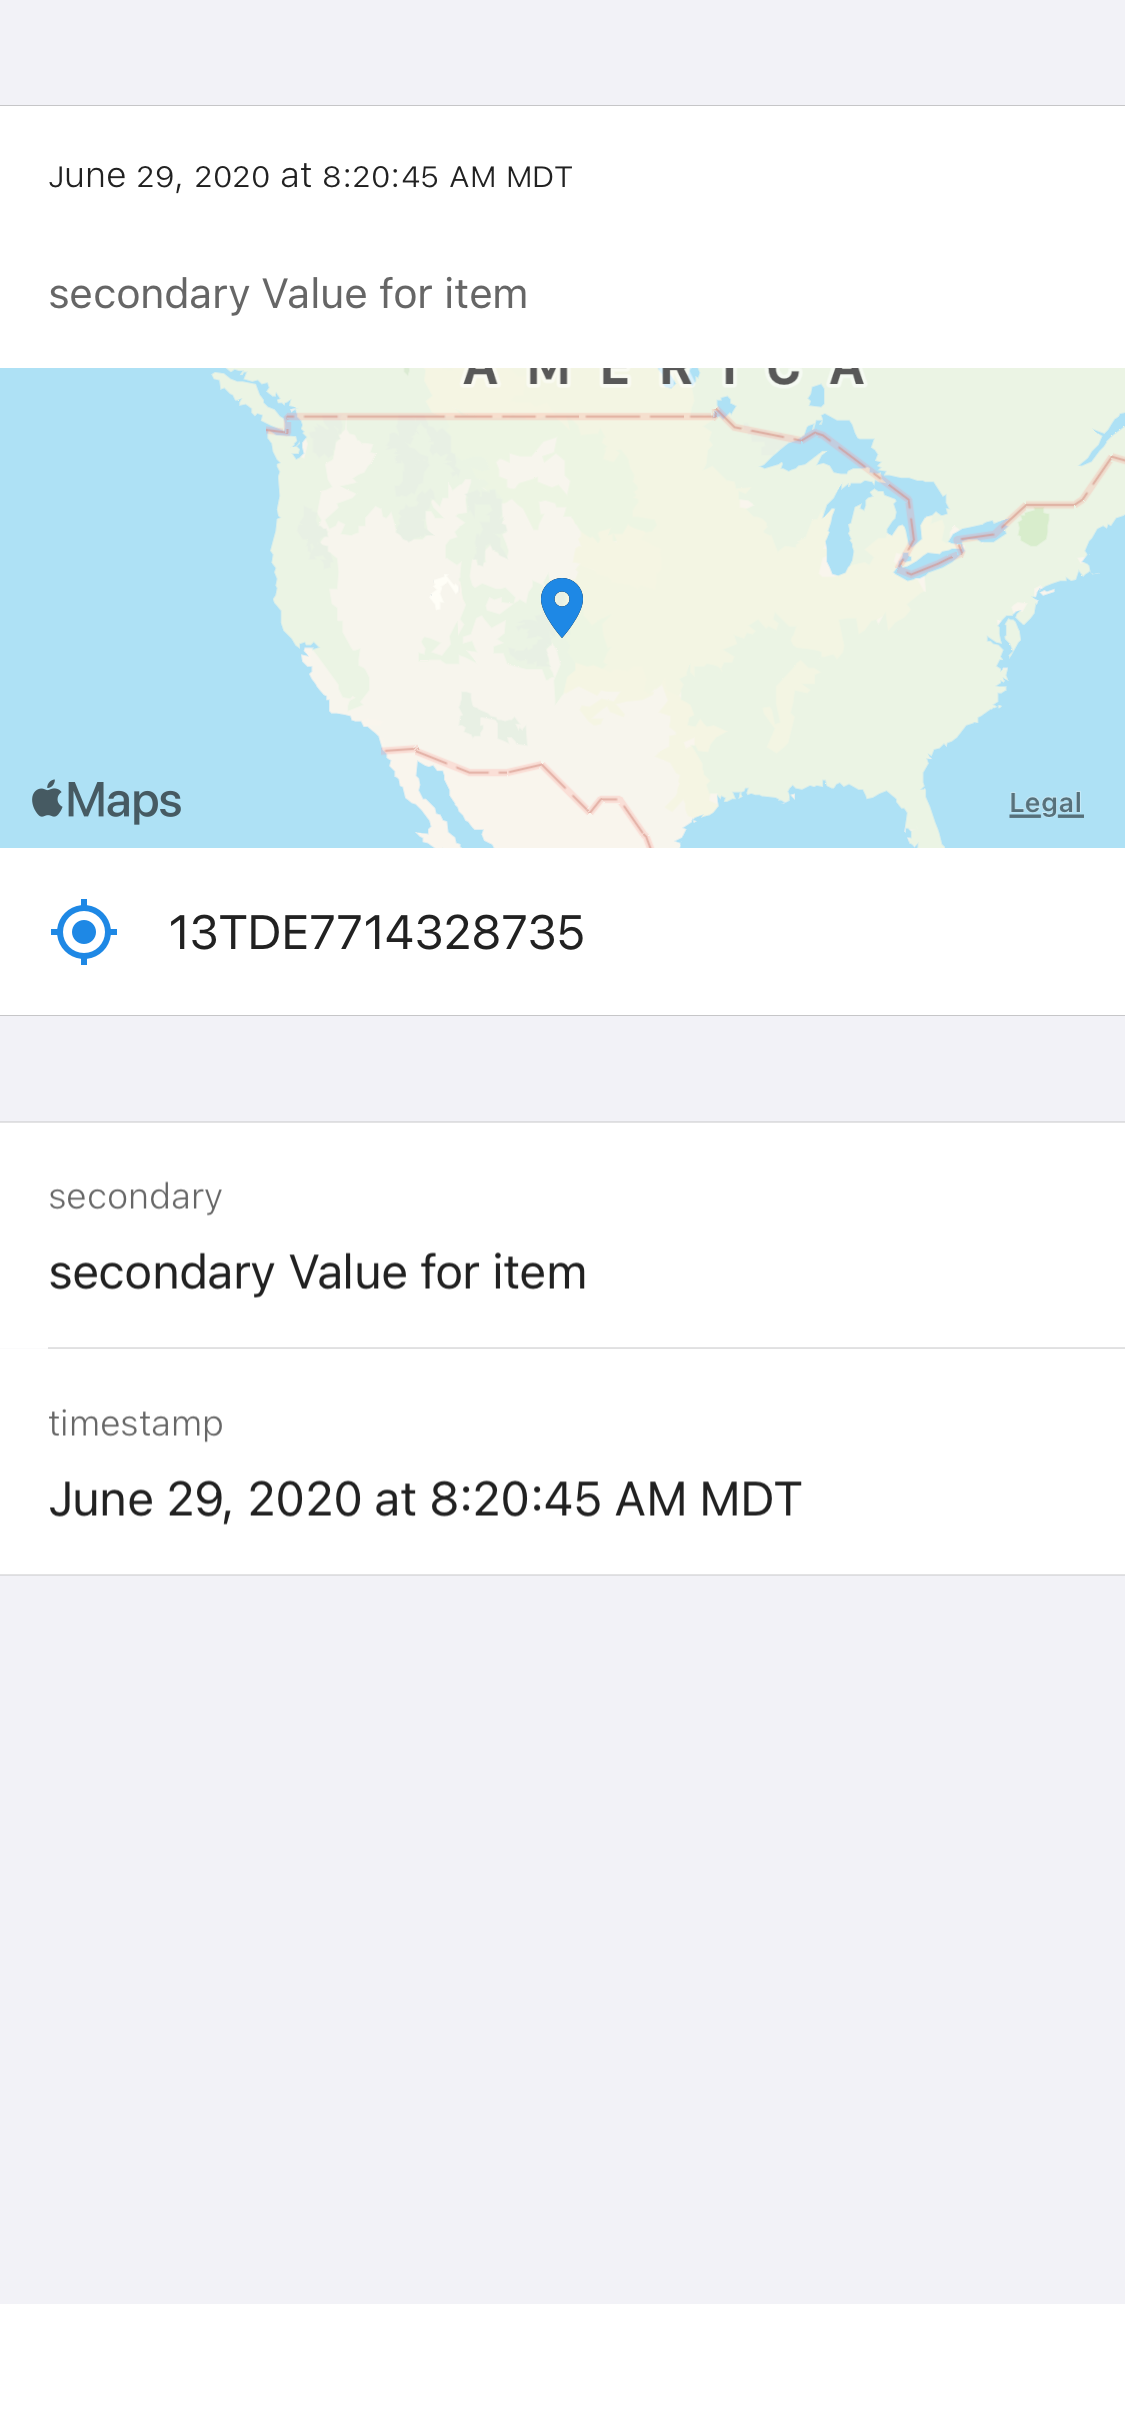 June 29, 2020 at 8:20:45 AM MDT
secondary Value for item
AMERICA
Maps
Legal
13TDE7714328735
secondary
secondary Value for item
timestamp
June 29, 2020 at 8:20:45 AM MDT